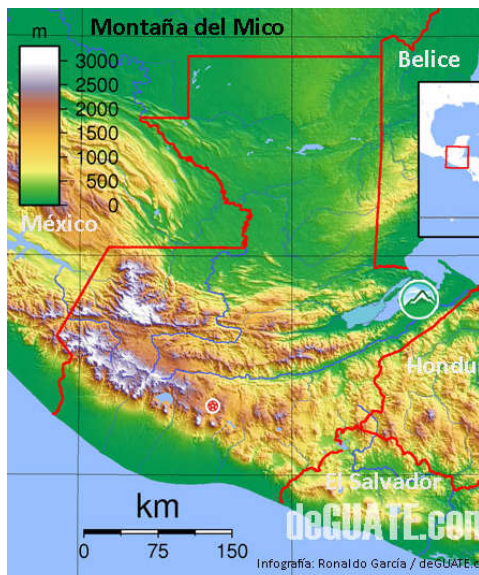 Montaña del Mico
m
3000
2500
2000
1500
1000
500
0
Belice
México
Hondu
El Salvador
km
0 75 150
deGUATE.com
Infografía: Ronaldo García / deGUATE.c